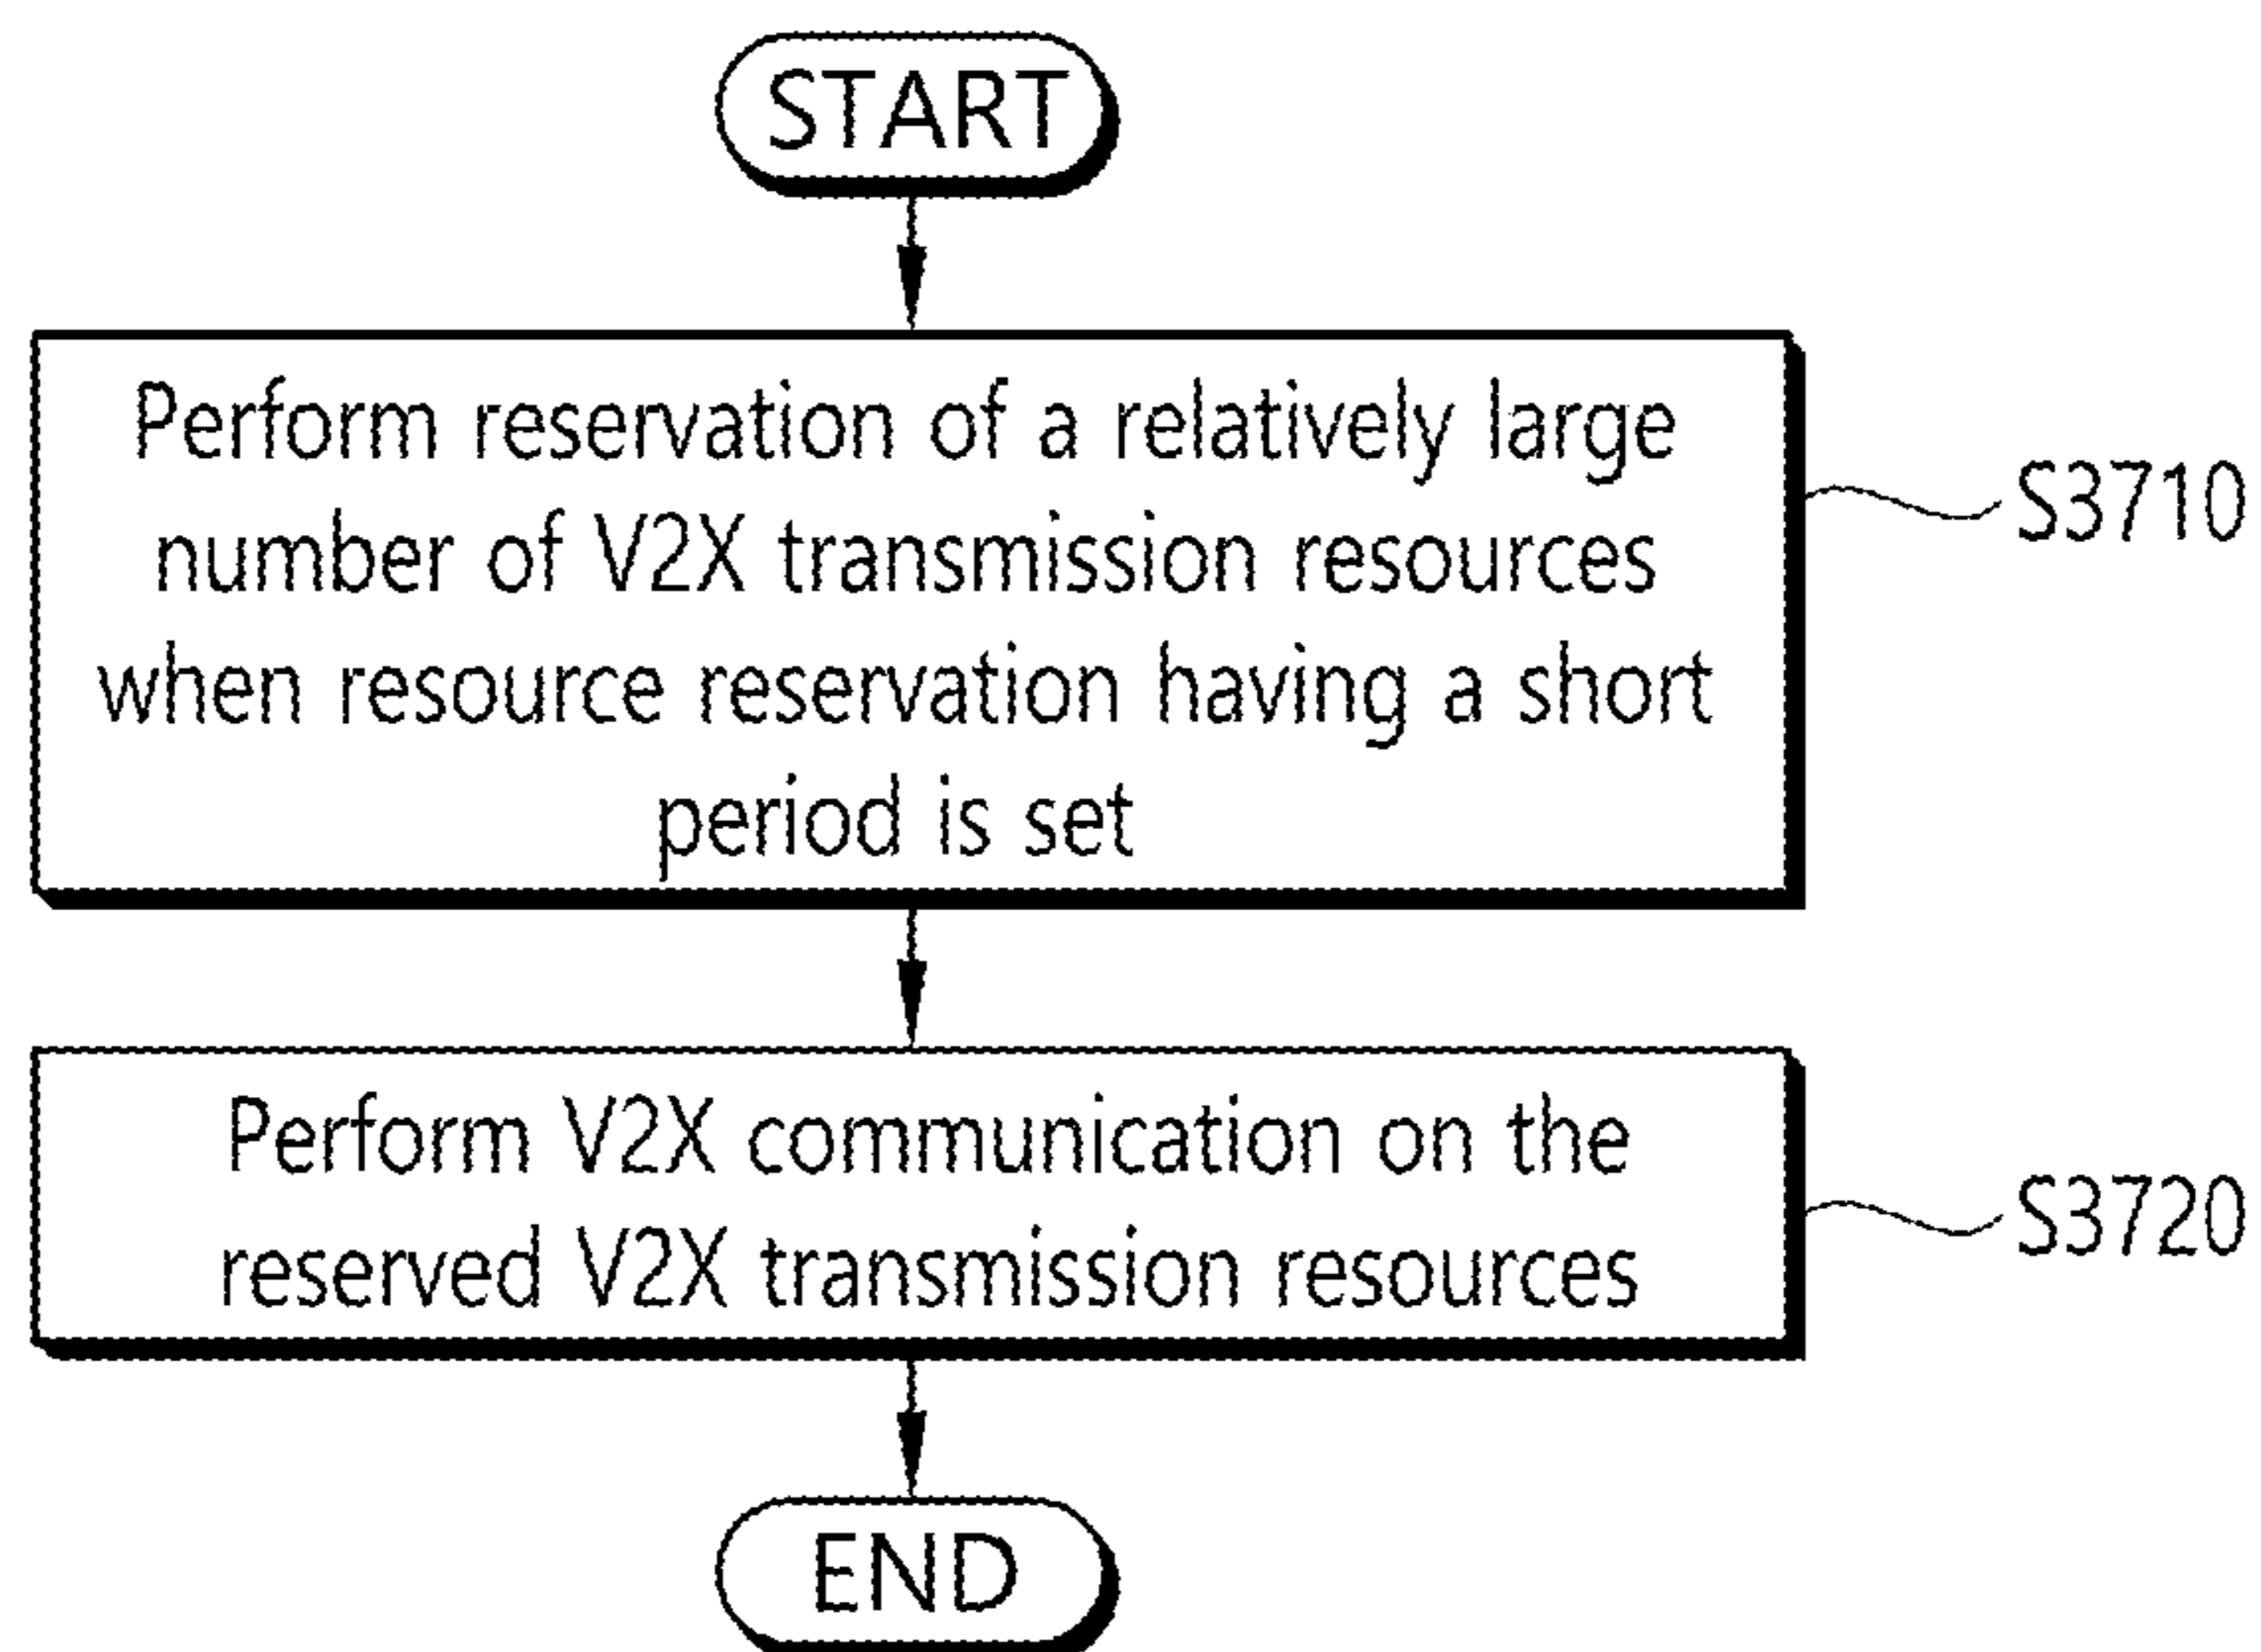 START
Perform reservation of a relatively large
number of V2X transmission resources
when resource reservation having a short
period is set
S3710
Perform V2X communication on the
reserved V2X transmission resources
S3720
END